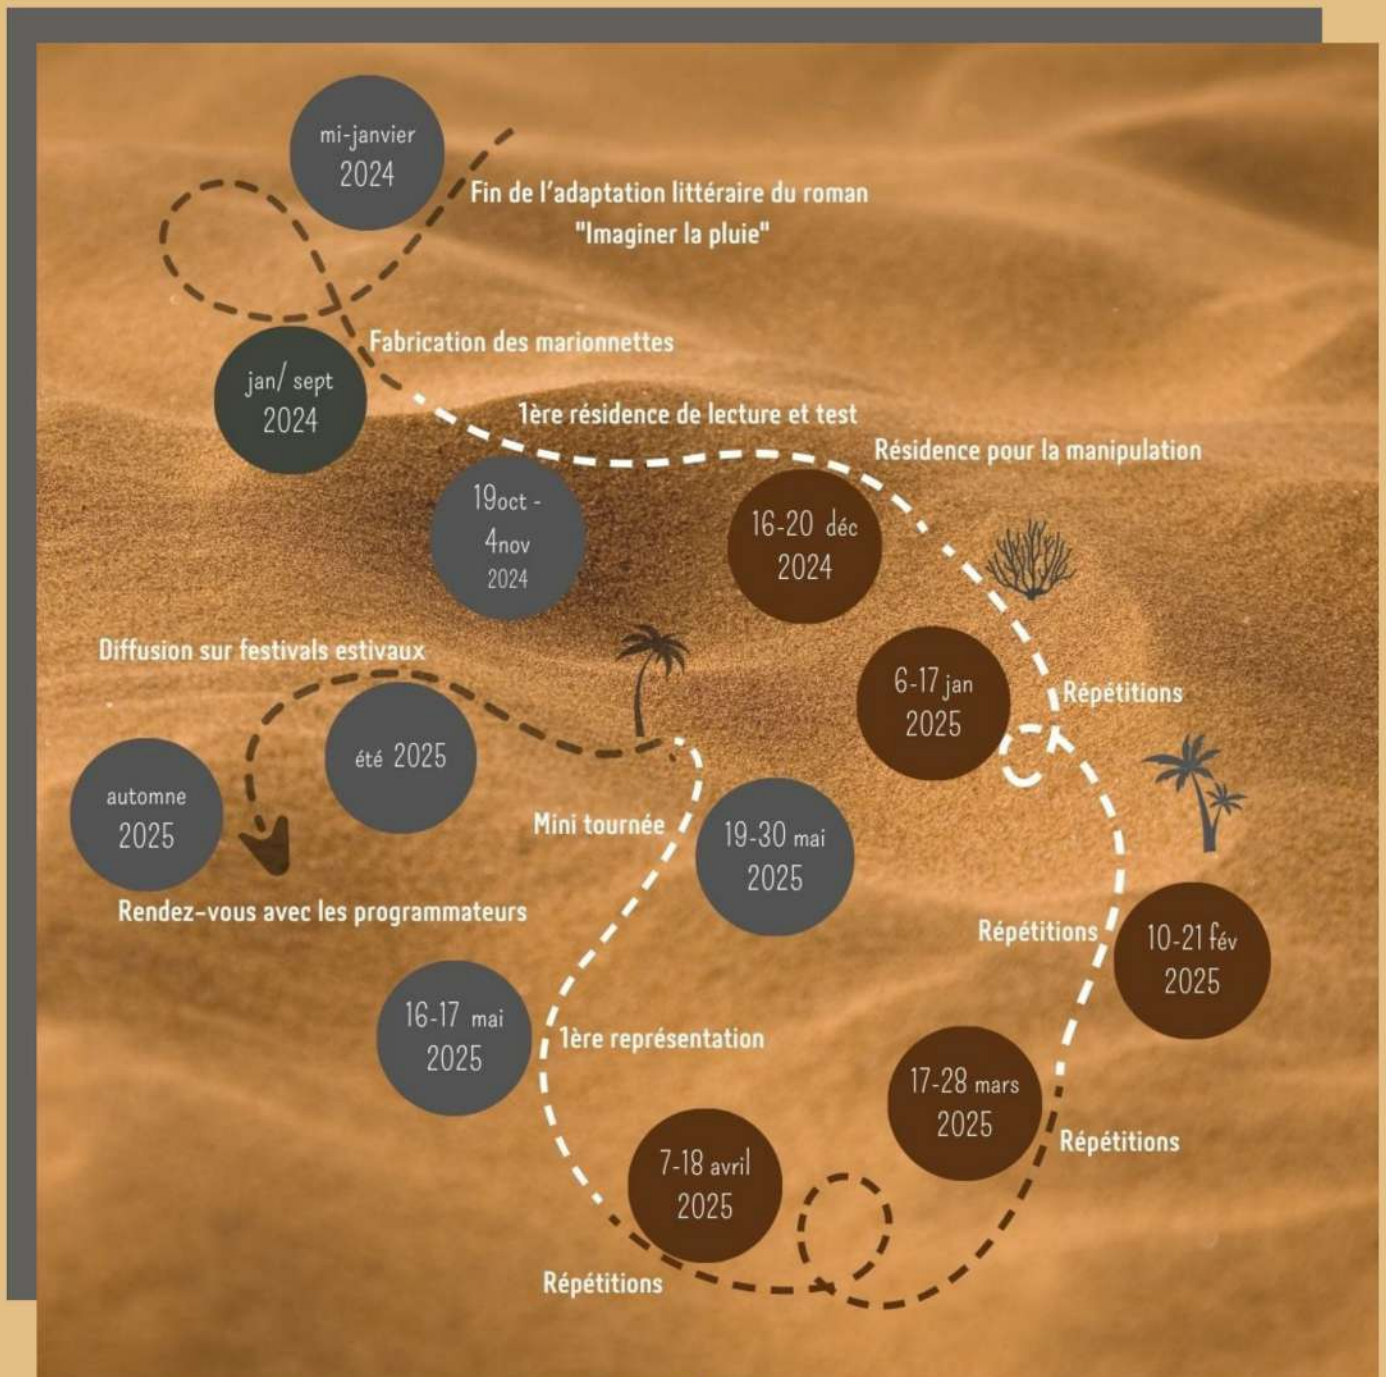 mi-janvier
2024
Fin de l'adaptation littéraire du roman
"Imaginer la pluie"
Fabrication des marionnettes
jan/ sept
2024
1ère résidence de lecture et test
19oct -
4nov
2024
Résidence pour la manipulation
16-20 déc
2024
6-17 jan
2025
Répétitions
Répétitions
10-21 fév
2025
17-28 mars
2025
Répétitions
7-18 avril
2025
Répétitions
16-17 mai
2025
1ère représentation
Mini tournée
19-30 mai
2025
Diffusion sur festivals estivaux
été 2025
automne
2025
Rendez-vous avec les programmateurs